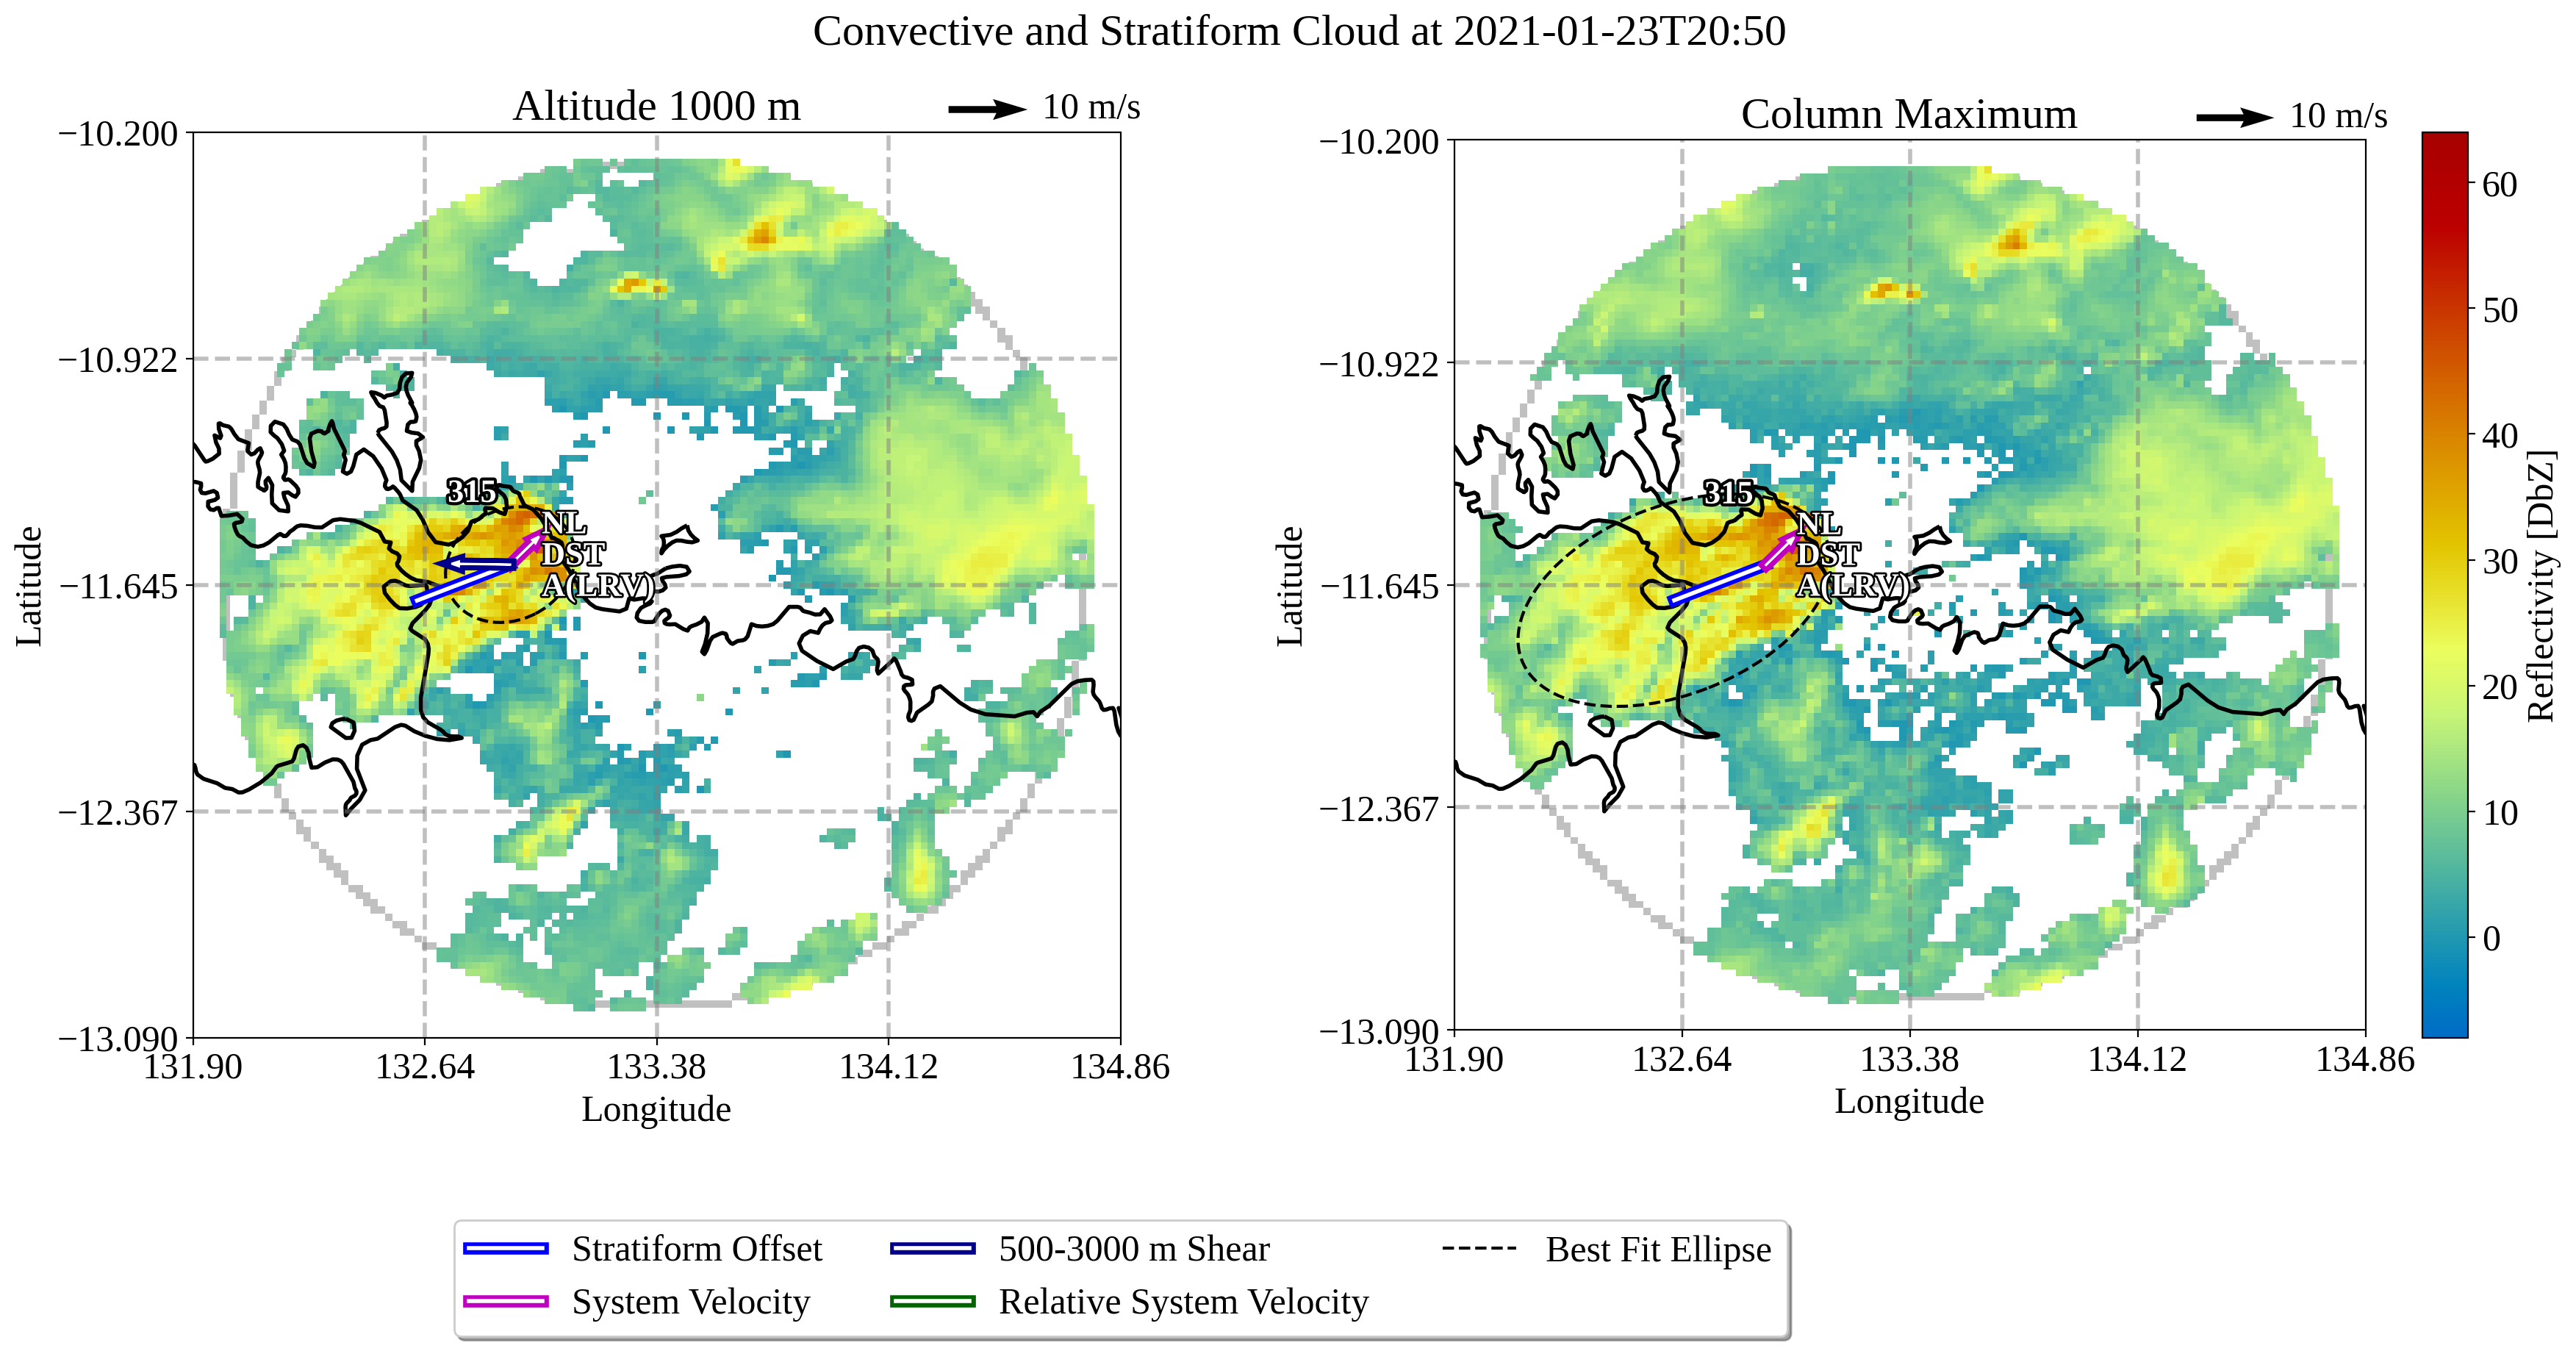 Convective and Stratiform Cloud at 2021-01-23T20:50
Altitude 1000 m
10 m/s
−10.200
−10.922
−11.645
−12.367
−13.090
Latitude
131.90
132.64
133.38
134.12
134.86
Longitude
315
NL
DST
A(LRV)
Column Maximum
10 m/s
−10.200
−10.922
−11.645
−12.367
−13.090
Latitude
131.90
132.64
133.38
134.12
134.86
Longitude
315
NL
DST
A(LRV)
60
50
40
30
20
10
0
Reflectivity [DbZ]
Stratiform Offset
System Velocity
500-3000 m Shear
Relative System Velocity
Best Fit Ellipse